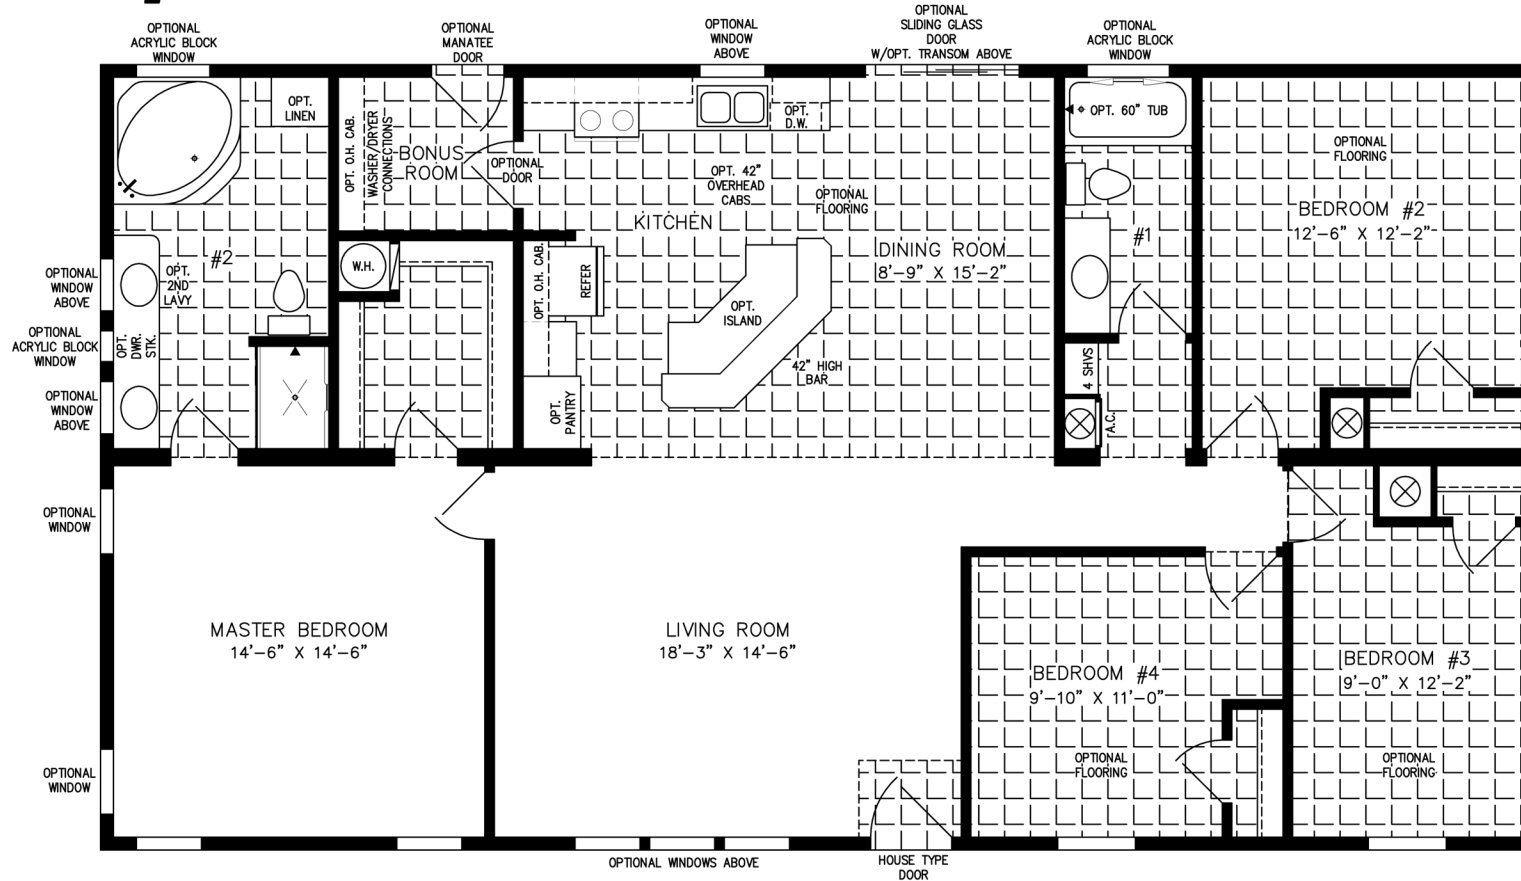 OPTIONAL
ACRYLIC BLOCK
WINDOW
OPTIONAL
MANATEE
DOOR
OPTIONAL
WINDOW
ABOVE
OPTIONAL
SLIDING GLASS
DOOR
W/OPT. TRANSOM ABOVE
OPTIONAL
ACRYLIC BLOCK
WINDOW
OPT.
LINEN
OPT. O.H. CAB.
WASHER/DRYER
CONNECTIONS
BONUS
ROOM
OPTIONAL
DOOR
OPT.
D.W.
OPT. 42"
OVERHEAD
CABS
OPTIONAL
FLOORING
KITCHEN
DINING ROOM
8'-9" X 15'-2"
OPT. 60" TUB
#1
OPTIONAL
FLOORING
BEDROOM #2
12'-6" X 12'-2"
#2
OPT.
2ND
LAVY
W.H.
OPT. O.H. CAB.
REFER
OPT.
ISLAND
42" HIGH
BAR
OPT.
PANTRY
4 SHVS
A.C.
OPTIONAL
WINDOW
ABOVE
OPTIONAL
ACRYLIC BLOCK
WINDOW
OPT.
DWR.
STK.
OPTIONAL
WINDOW
ABOVE
OPTIONAL
WINDOW
MASTER BEDROOM
14'-6" X 14'-6"
LIVING ROOM
18'-3" X 14'-6"
BEDROOM #4
9'-10" X 11'-0"
OPTIONAL
FLOORING
BEDROOM #3
9'-0" X 12'-2"
OPTIONAL
FLOORING
OPTIONAL
WINDOW
OPTIONAL WINDOWS ABOVE
HOUSE TYPE
DOOR